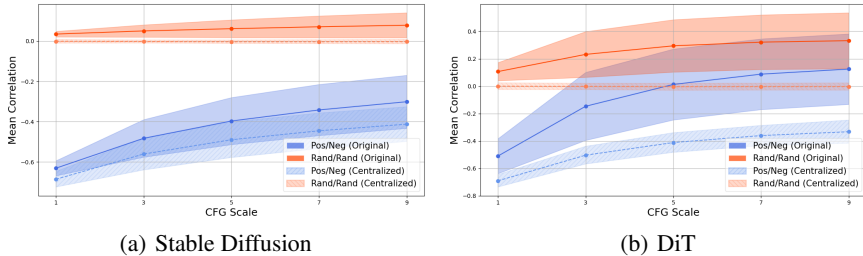 0.0
−0.2
−0.4
−0.6
Mean Correlation
1 3 5 7 9
CFG Scale
Pos/Neg (Original)
Rand/Rand (Original)
Pos/Neg (Centralized)
Rand/Rand (Centralized)
(a) Stable Diffusion
0.4
0.2
0.0
−0.2
−0.4
−0.6
−0.8
Mean Correlation
1 3 5 7 9
CFG Scale
Pos/Neg (Original)
Rand/Rand (Original)
Pos/Neg (Centralized)
Rand/Rand (Centralized)
(b) DiT